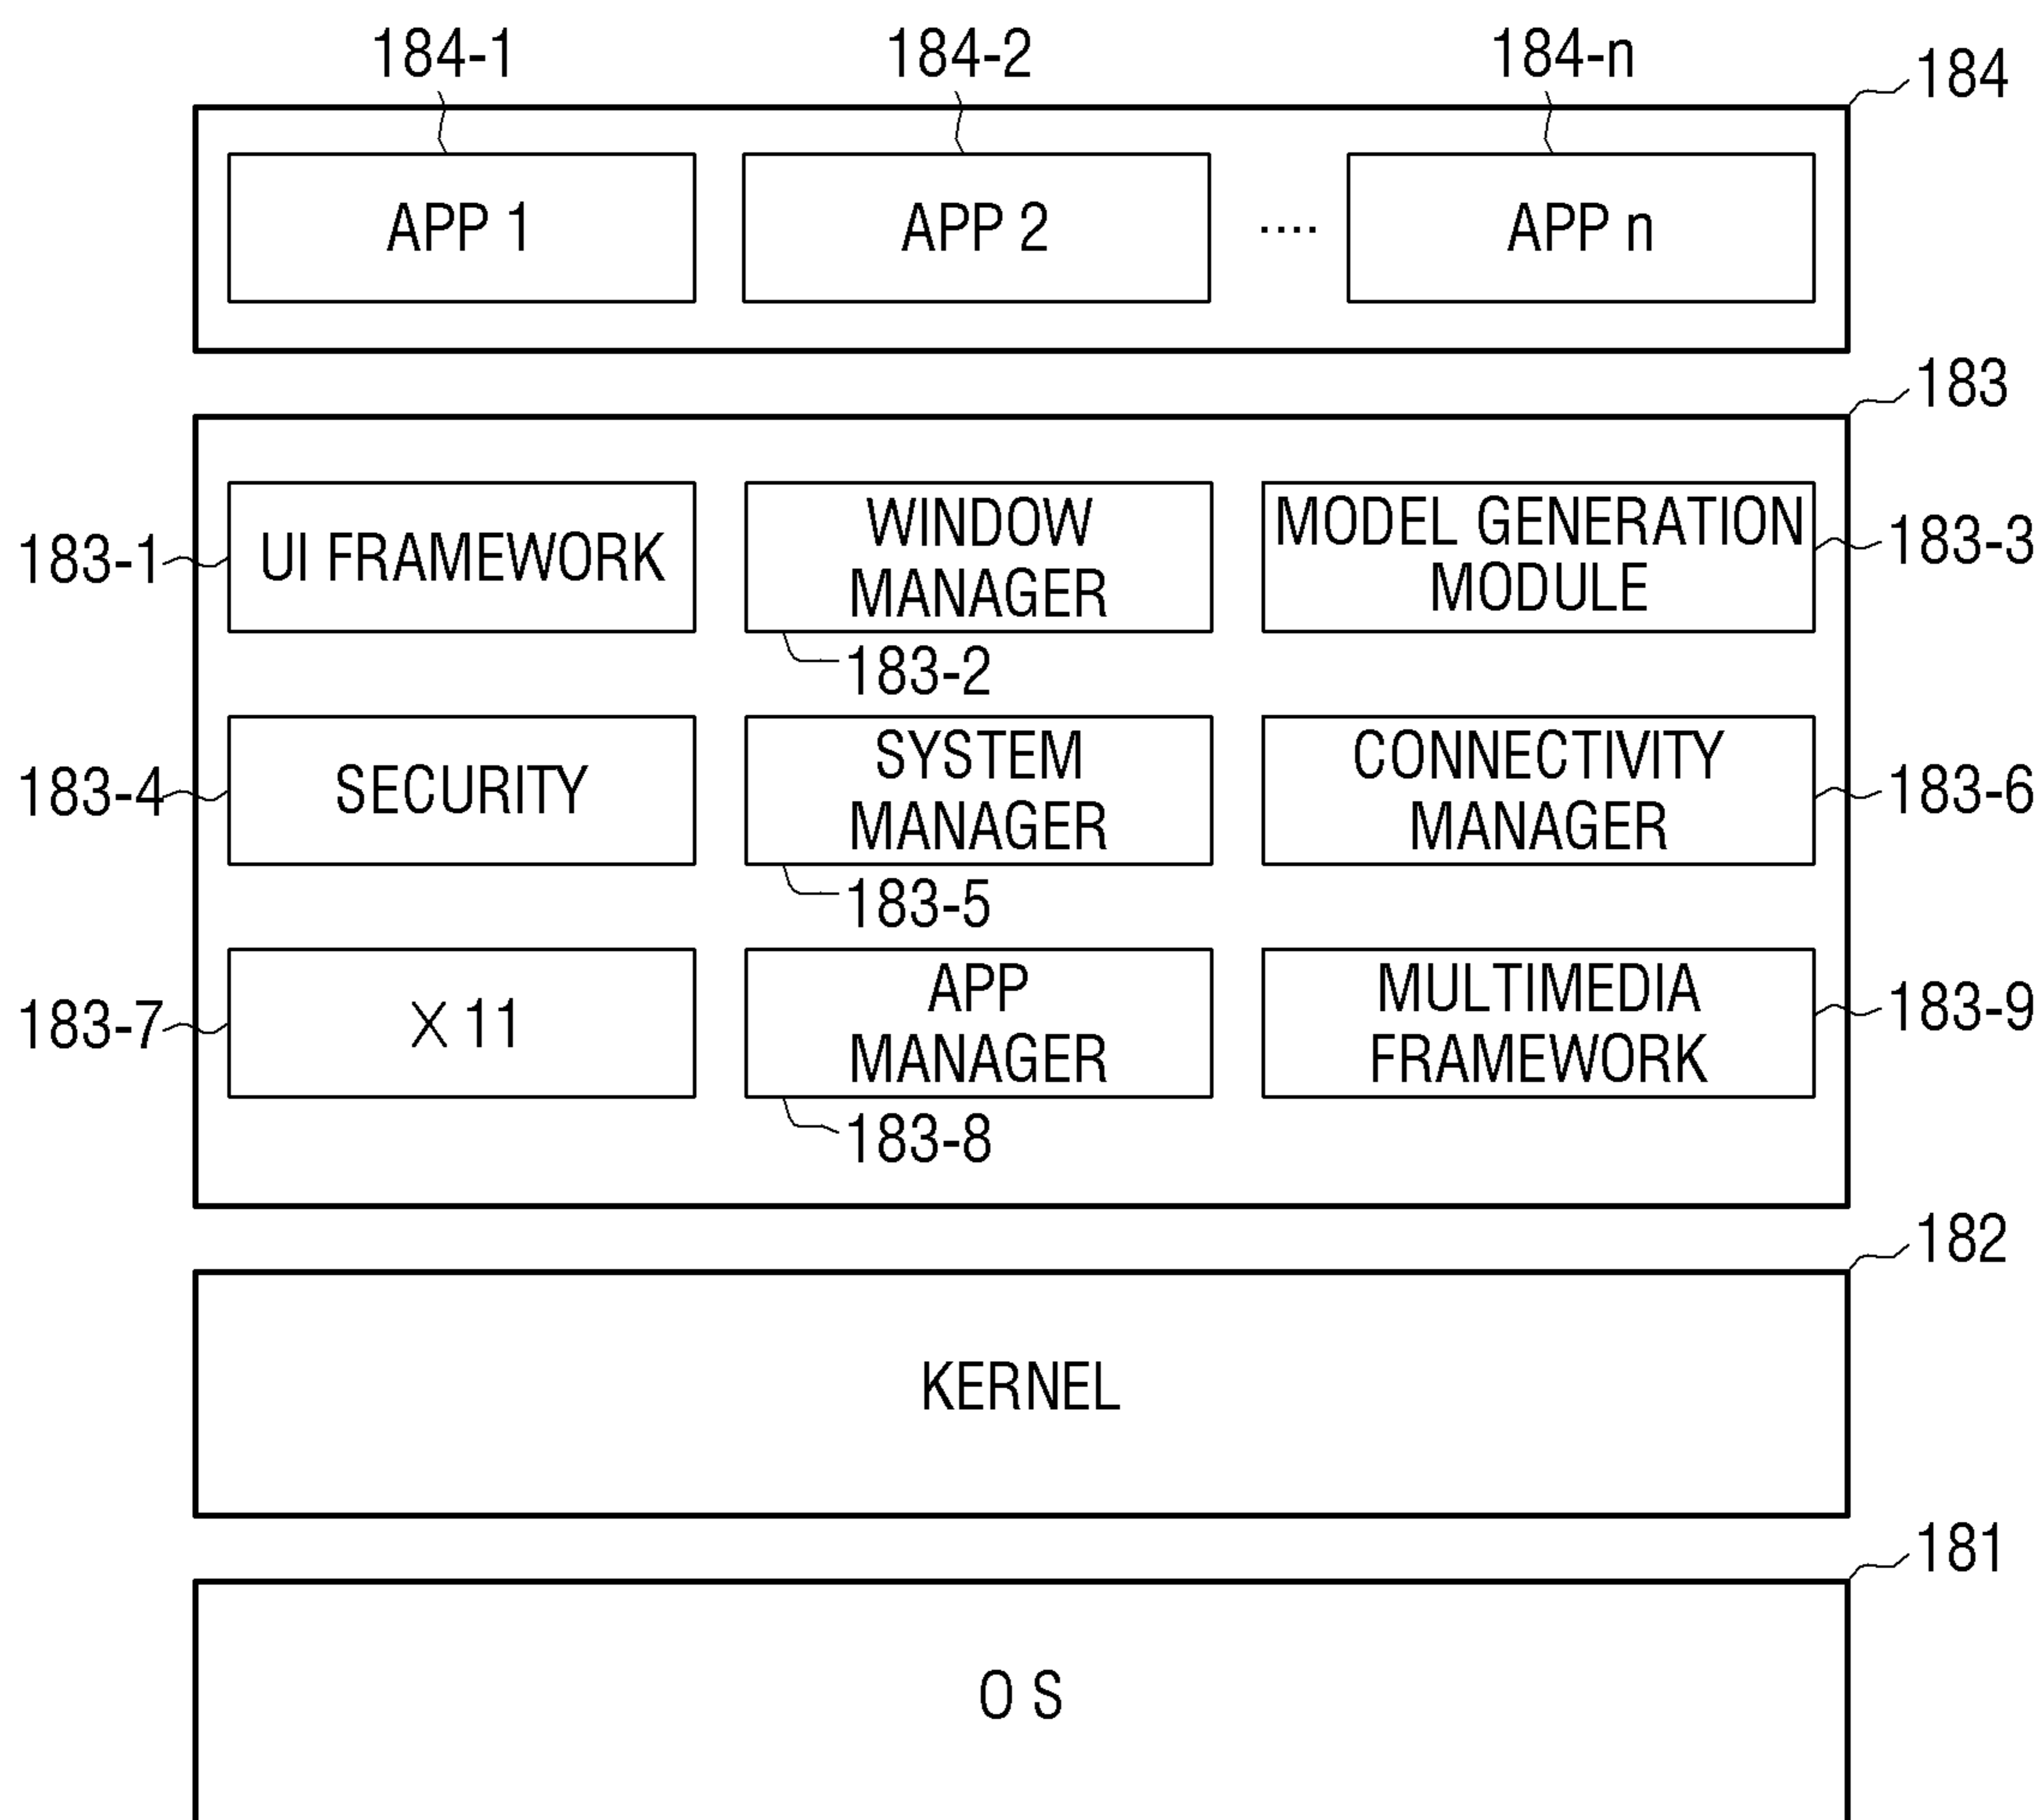 184-1
184-2
184-n
184
APP 1
APP 2
....
APP n
183
183-1
UI FRAMEWORK
WINDOW
MANAGER
183-2
MODEL GENERATION
MODULE
183-3
183-4
SECURITY
SYSTEM
MANAGER
183-5
CONNECTIVITY
MANAGER
183-6
183-7
X 11
APP
MANAGER
183-8
MULTIMEDIA
FRAMEWORK
183-9
182
KERNEL
181
O S